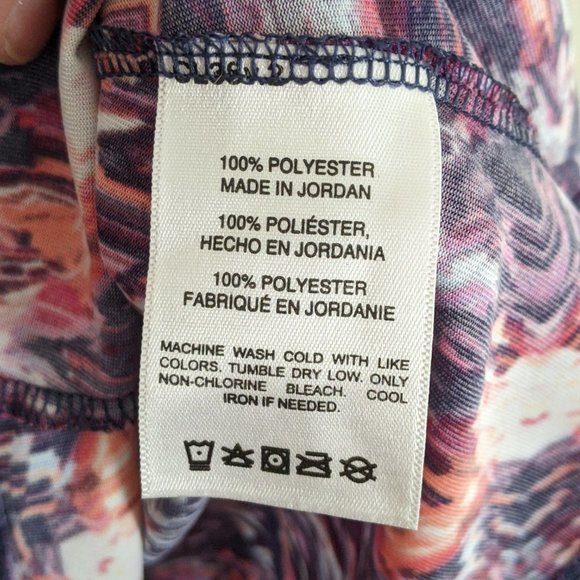 100% POLYESTER
MADE IN JORDAN
100% POLIÉSTER,
HECHO EN JORDANIA
100% POLYESTER
FABRIQUÉ EN JORDANIE
MACHINE WASH COLD WITH LIKE
COLORS. TUMBLE DRY LOW. ONLY
NON-CHLORINE BLEACH. COOL
IRON IF NEEDED.